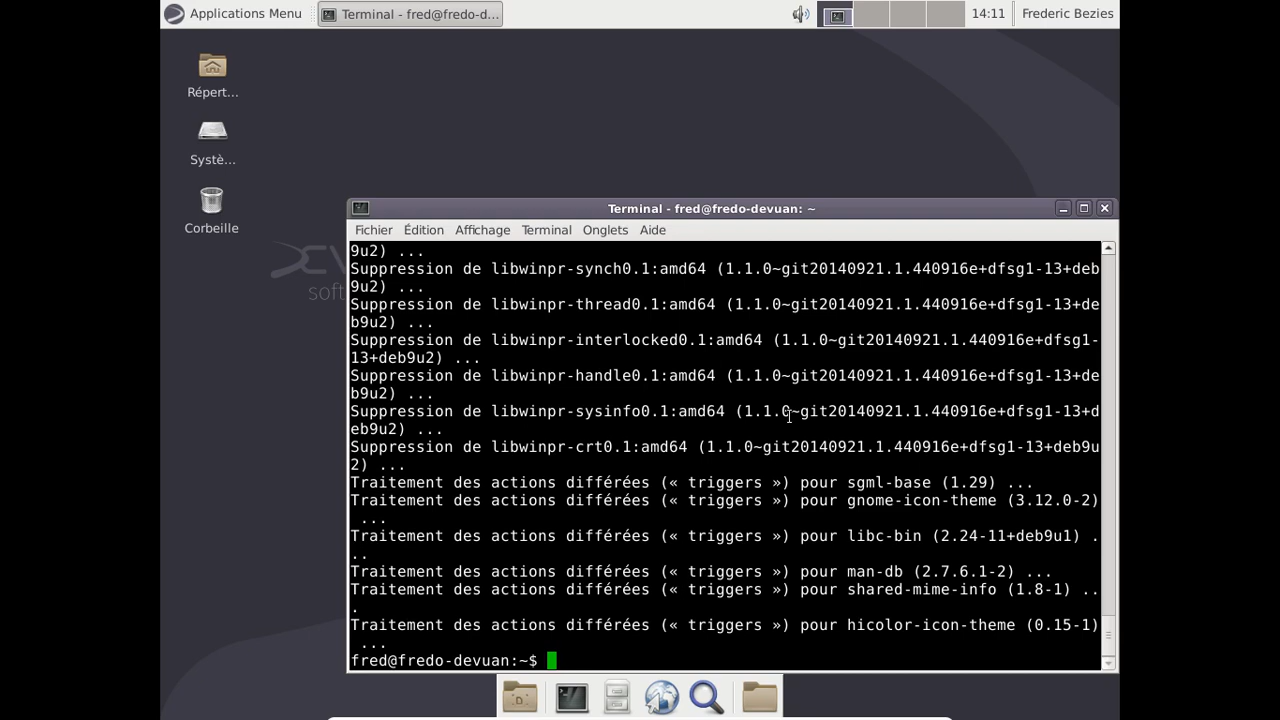 Applications Menu
Terminal - fred@fredo-d...
14:11
Frederic Bezies
Répert...
Systè...
Corbeille
soft
Terminal - fred@fredo-devuan: ~
Fichier Édition Affichage Terminal Onglets Aide
9u2) ...
Suppression de libwinpr-synch0.1:amd64 (1.1.0~git20140921.1.440916e+dfsg1-13+deb
9u2) ...
Suppression de libwinpr-thread0.1:amd64 (1.1.0~git20140921.1.440916e+dfsg1-13+de
b9u2) ...
Suppression de libwinpr-interlocked0.1:amd64 (1.1.0~git20140921.1.440916e+dfsg1-
13+deb9u2) ...
Suppression de libwinpr-handle0.1:amd64 (1.1.0~git20140921.1.440916e+dfsg1-13+de
b9u2) ...
Suppression de libwinpr-sysinfo0.1:amd64 (1.1.0~git20140921.1.440916e+dfsg1-13+d
eb9u2) ...
Suppression de libwinpr-crt0.1:amd64 (1.1.0~git20140921.1.440916e+dfsg1-13+deb9u
2) ...
Traitement des actions différées (« triggers ») pour sgml-base (1.29) ...
Traitement des actions différées (« triggers ») pour gnome-icon-theme (3.12.0-2)
...
Traitement des actions différées (« triggers ») pour libc-bin (2.24-11+deb9u1) .
..
Traitement des actions différées (« triggers ») pour man-db (2.7.6.1-2) ...
Traitement des actions différées (« triggers ») pour shared-mime-info (1.8-1) ..
.
Traitement des actions différées (« triggers ») pour hicolor-icon-theme (0.15-1)
...
fred@fredo-devuan:~$